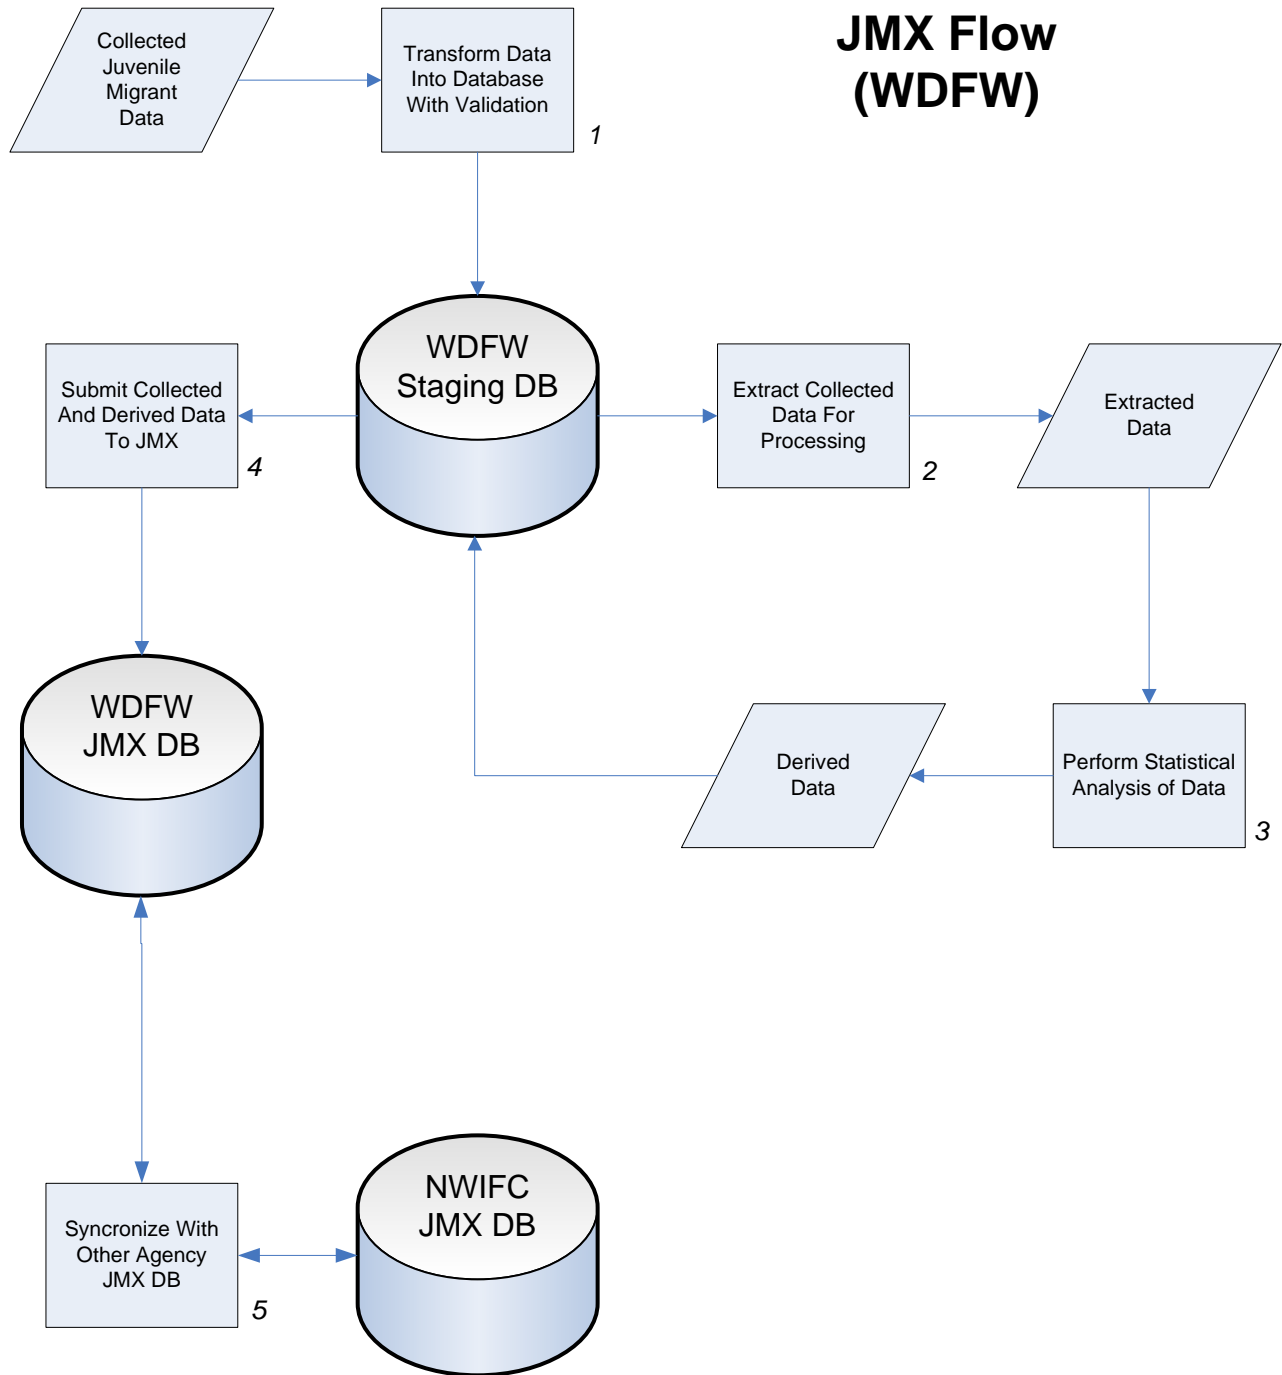 JMX Flow
(WDFW)
Collected
Juvenile
Migrant
Data
Transform Data
Into Database
With Validation
1
WDFW
Staging DB
Submit Collected
And Derived Data
To JMX
4
Extract Collected
Data For
Processing
2
Extracted
Data
WDFW
JMX DB
Derived
Data
Perform Statistical
Analysis of Data
3
Syncronize With
Other Agency
JMX DB
5
NWIFC
JMX DB